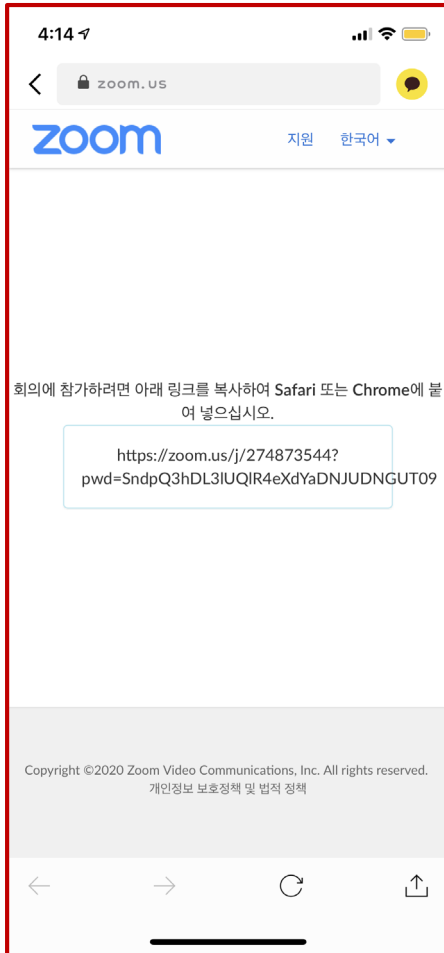 4:14
zoom.us
zoom
지원 한국어
회의에 참가하려면 아래 링크를 복사하여 Safari 또는 Chrome에 붙
여 넣으십시오.
https://zoom.us/j/274873544?
pwd=SndpQ3hDL3lUQlR4eXdYaDNJUDNGUT09
Copyright ©2020 Zoom Video Communications, Inc. All rights reserved.
개인정보 보호정책 및 법적 정책